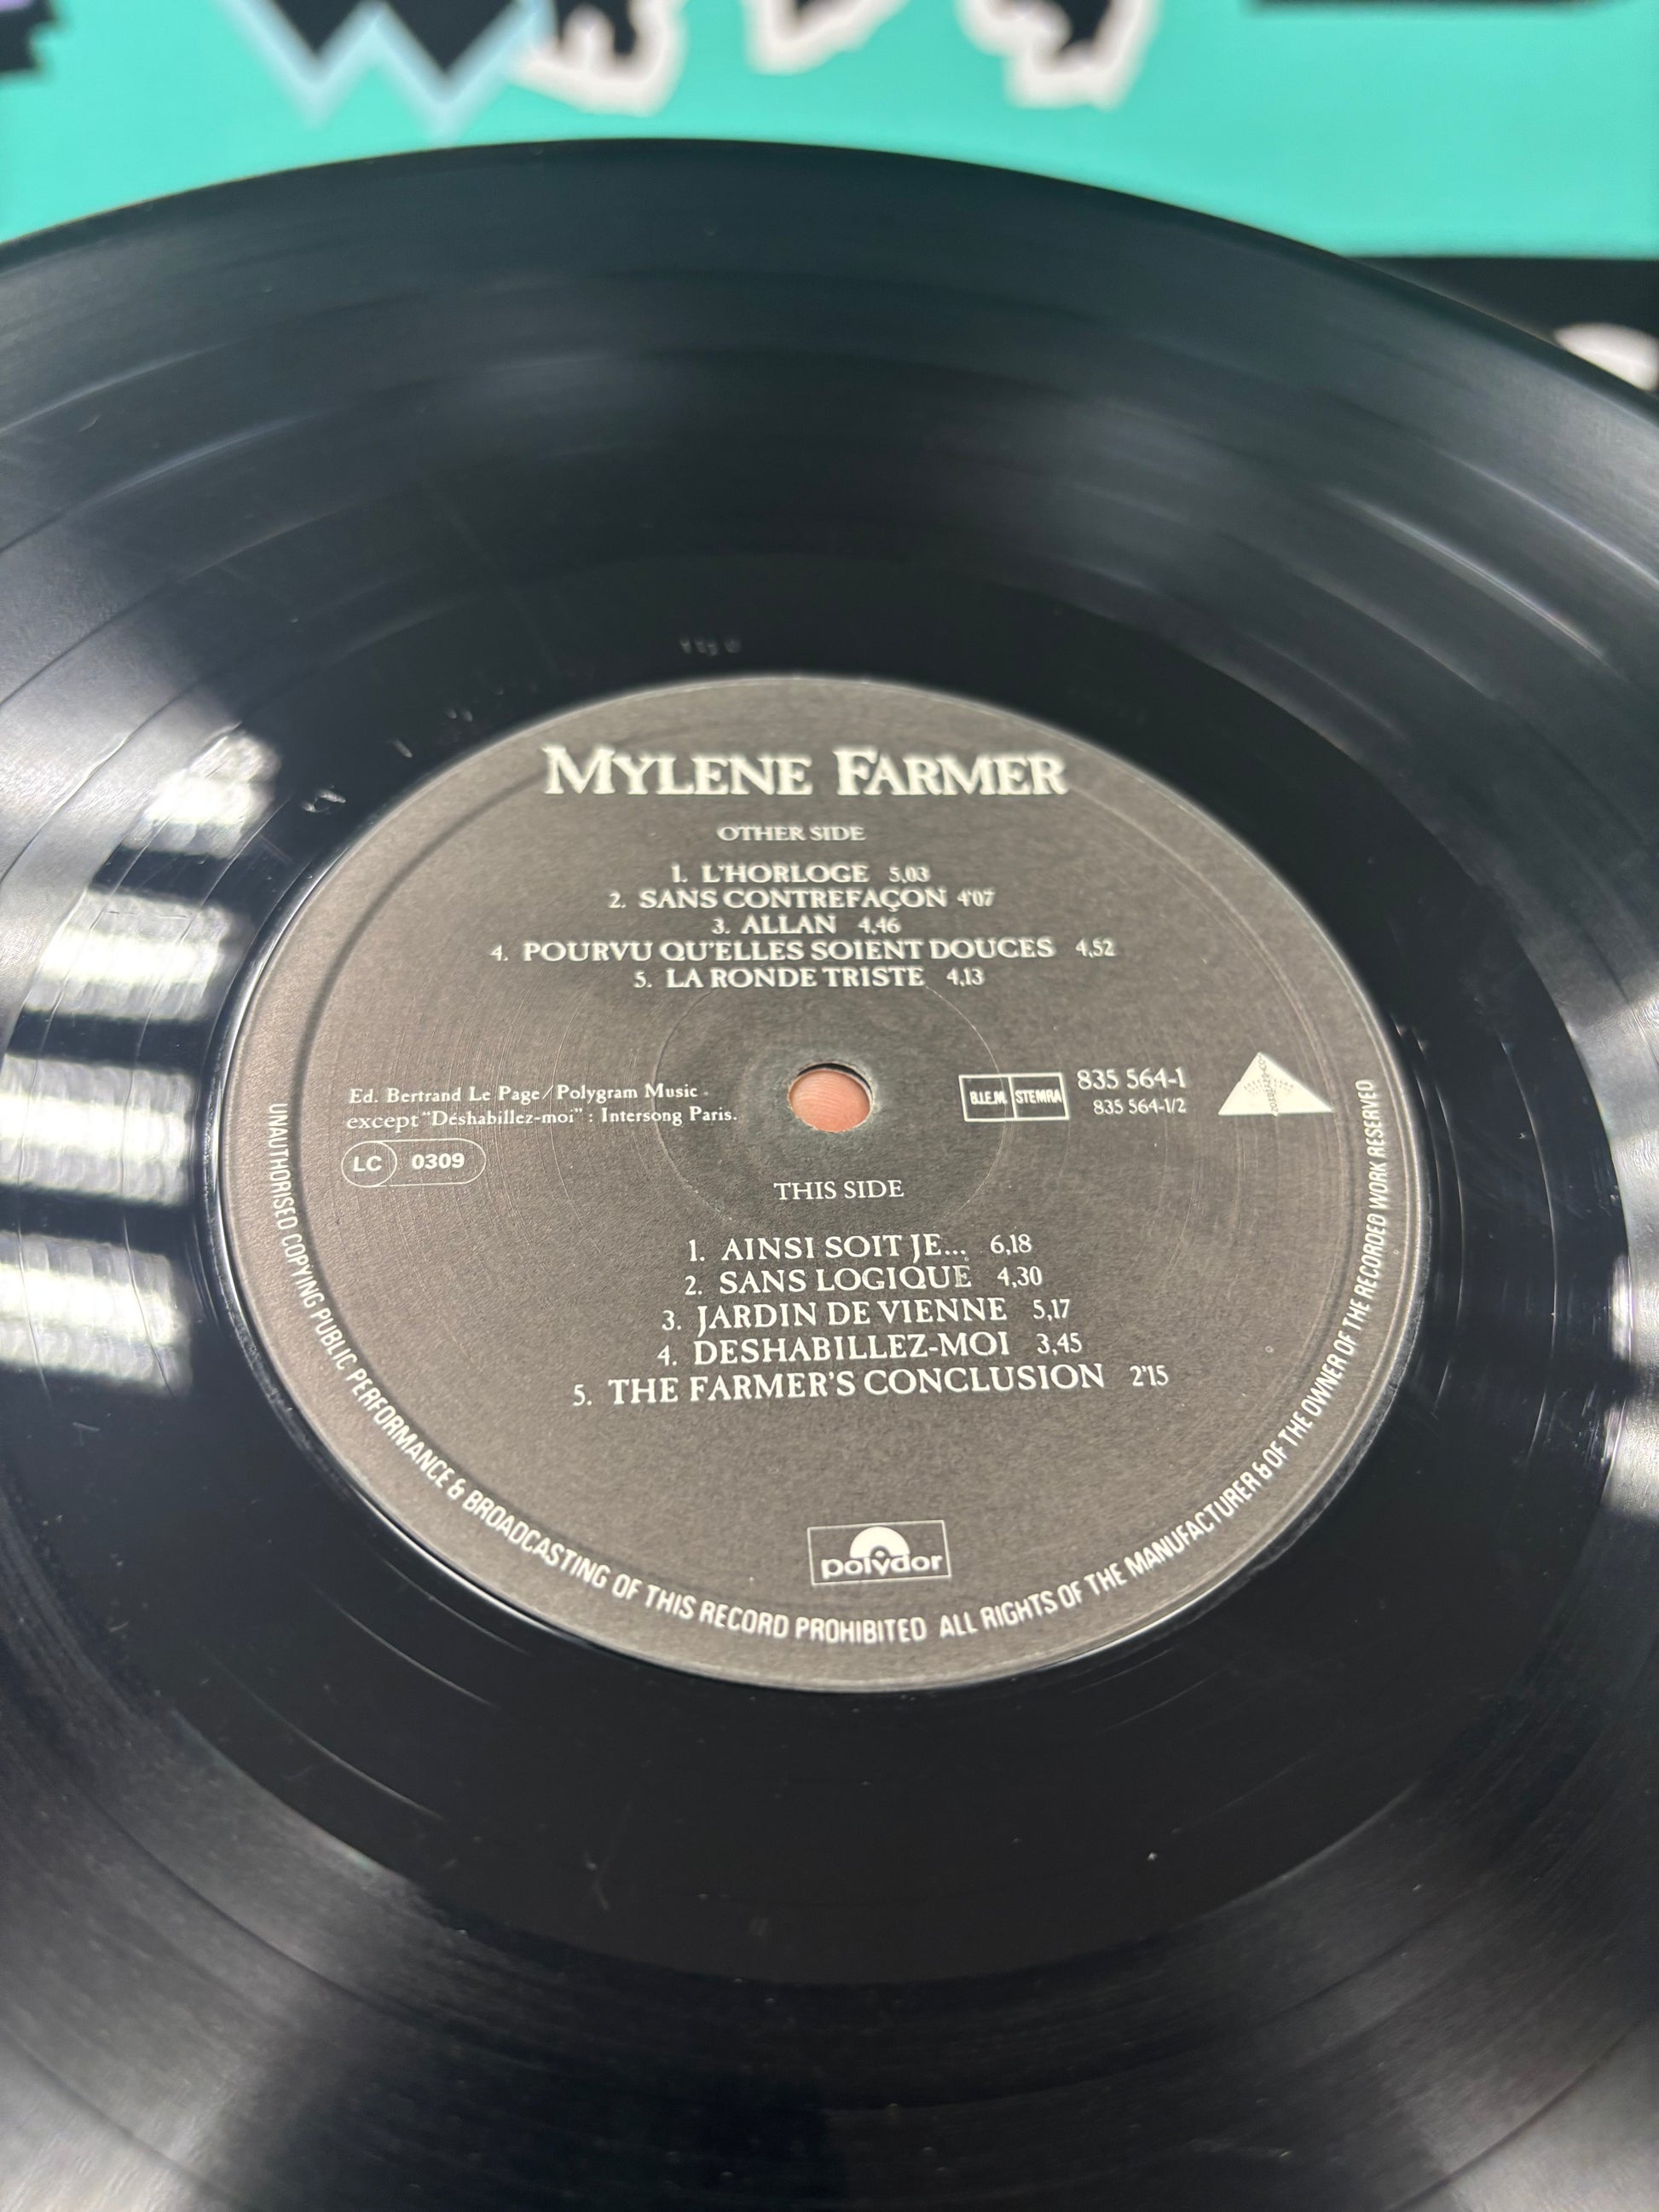 MYLENE FARMER
OTHER SIDE
1. L'HORLOGE 5,03
2. SANS CONTREFAÇON 4'07
3. ALLAN 4,46
4. POURVU QU'ELLES SOIENT DOUCES 4,52
5. LA RONDE TRISTE 4,13
Ed. Bertrand Le Page/Polygram Music -
except "Déshabillez-moi" : Intersong Paris.
LC 0309
B.I.E.M. STEMRA
835 564-1
835 564-1/2
THIS SIDE
1. AINSI SOIT JE... 6,18
2. SANS LOGIQUE 4,30
3. JARDIN DE VIENNE 5,17
4. DESHABILLEZ-MOI 3,45
5. THE FARMER'S CONCLUSION 2'15
polydor
UNAUTHORISED COPYING PUBLIC PERFORMANCE & BROADCASTING OF THIS RECORD PROHIBITED ALL RIGHTS OF THE MANUFACTURER & OF THE OWNER OF THE RECORDED WORK RESERVED